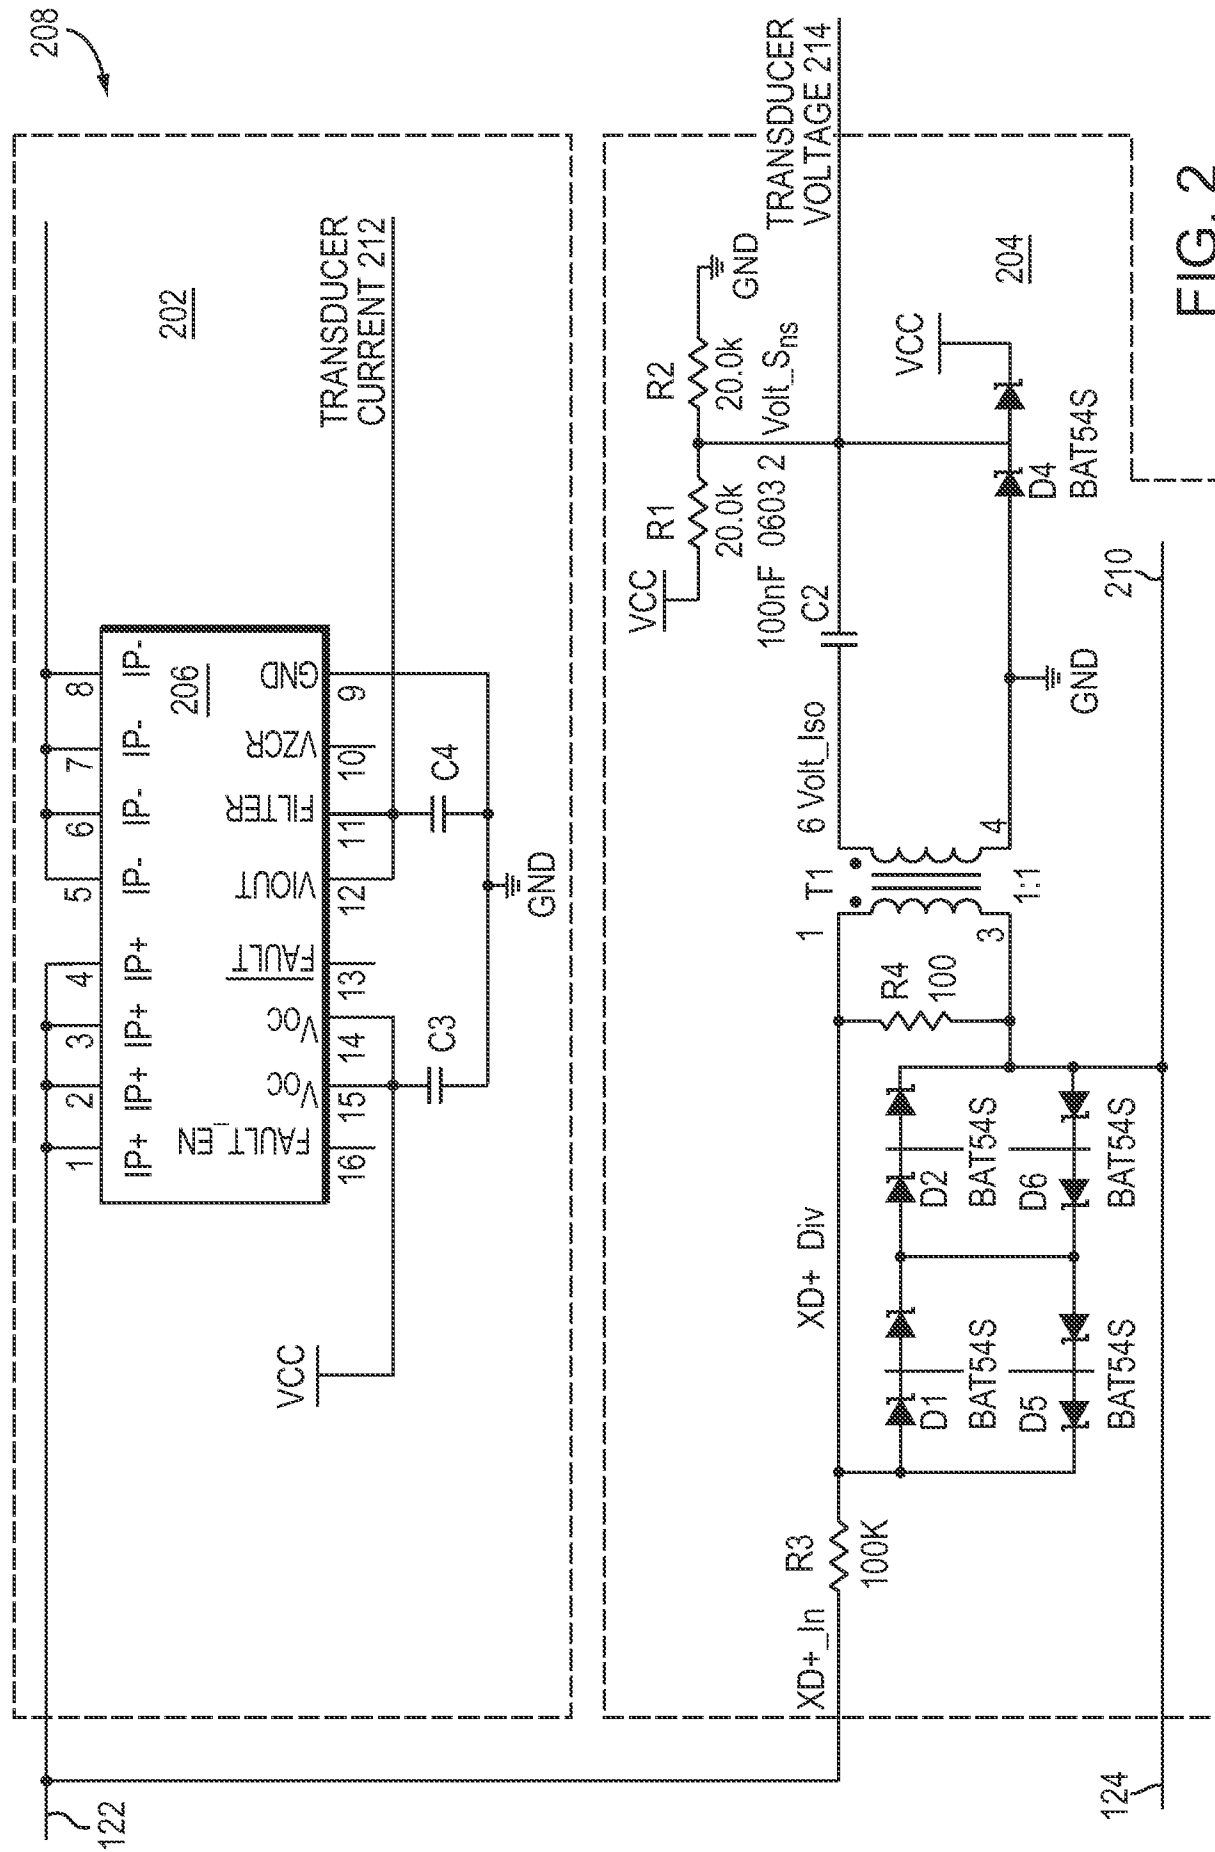 208
202
TRANSDUCER
CURRENT 212
206
1
2
3
4
5
6
7
8
IP+
IP+
IP+
IP+
IP-
IP-
IP-
IP-
FAULT_EN
VOC
VOC
FAULT
VIOUT
FILTER
VZCR
GND
16
15
14
13
12
11
10
9
VCC
C3
C4
GND
122
VCC
R1
20.0k
R2
20.0k
GND
TRANSDUCER
VOLTAGE 214
100nF 0603 2
Volt_Sns
C2
XD+_In
R3
100K
XD+ Div
1
T1
6 Volt_Iso
R4
100
3
4
1:1
D1
BAT54S
D2
BAT54S
D5
BAT54S
D6
BAT54S
GND
D4
BAT54S
VCC
204
124
210
FIG. 2